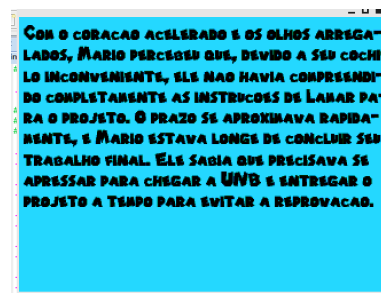 Com o coracao acelerado e os olhos arrega-
lados, Mario percebeu que, devido a seu cochi
lo inconveniente, ele nao havia compreendi-
do completamente as instrucoes de Lamar pa-
ra o projeto. O prazo se aproximava rapida-
mente, e Mario estava longe de concluir seu
trabalho final. Ele sabia que precisava se
apressar para chegar a UNB e entregar o
projeto a tempo para evitar a reprovacao.